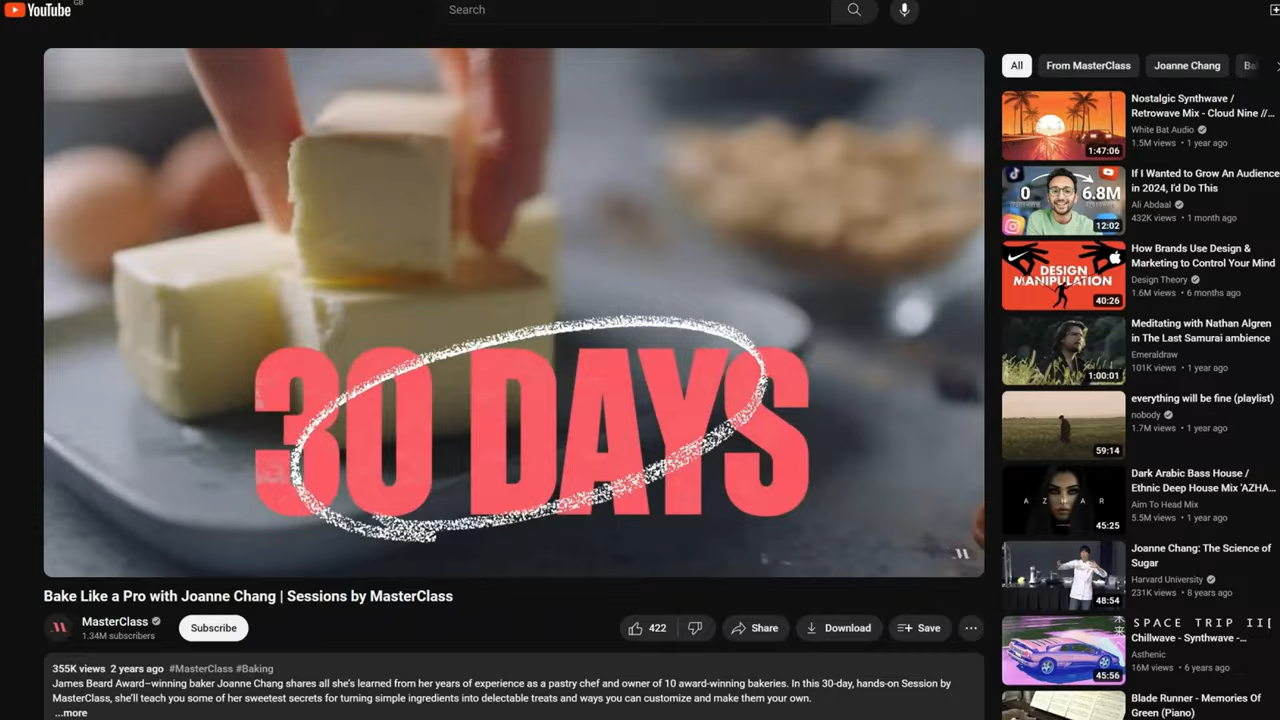 YouTube
GB
Search
30 DAYS
Bake Like a Pro with Joanne Chang | Sessions by MasterClass
MasterClass
1.34M subscribers
Subscribe
422
Share
Download
Save
355K views 2 years ago #MasterClass #Baking
James Beard Award–winning baker Joanne Chang shares all she's learned from her years of experience as a pastry chef and owner of 10 award-winning bakeries. In this 30-day, hands-on Session by
MasterClass, she'll teach you some of her sweetest secrets for turning simple ingredients into delectable treats and ways you can customize and make them your own.
...more
All
From MasterClass
Joanne Chang
Ba
Nostalgic Synthwave /
Retrowave Mix - Cloud Nine //...
White Bat Audio
1.5M views • 1 year ago
1:47:06
If I Wanted to Grow An Audience
in 2024, I'd Do This
Ali Abdaal
432K views • 1 month ago
0
6.8M
12:02
How Brands Use Design &
Marketing to Control Your Mind
Design Theory
1.6M views • 6 months ago
DESIGN
MANIPULATION
40:26
Meditating with Nathan Algren
in The Last Samurai ambience
Emeraldraw
101K views • 1 year ago
1:00:01
everything will be fine (playlist)
nobody
1.7M views • 1 year ago
59:14
Dark Arabic Bass House /
Ethnic Deep House Mix 'AZHA...
Aim To Head Mix
5.5M views • 1 year ago
A Z H A R
45:25
Joanne Chang: The Science of
Sugar
Harvard University
231K views • 8 years ago
48:54
未来 S P A C E T R I P I I [
Chillwave - Synthwave -...
Asthenic
16M views • 6 years ago
45:56
Blade Runner - Memories Of
Green (Piano)